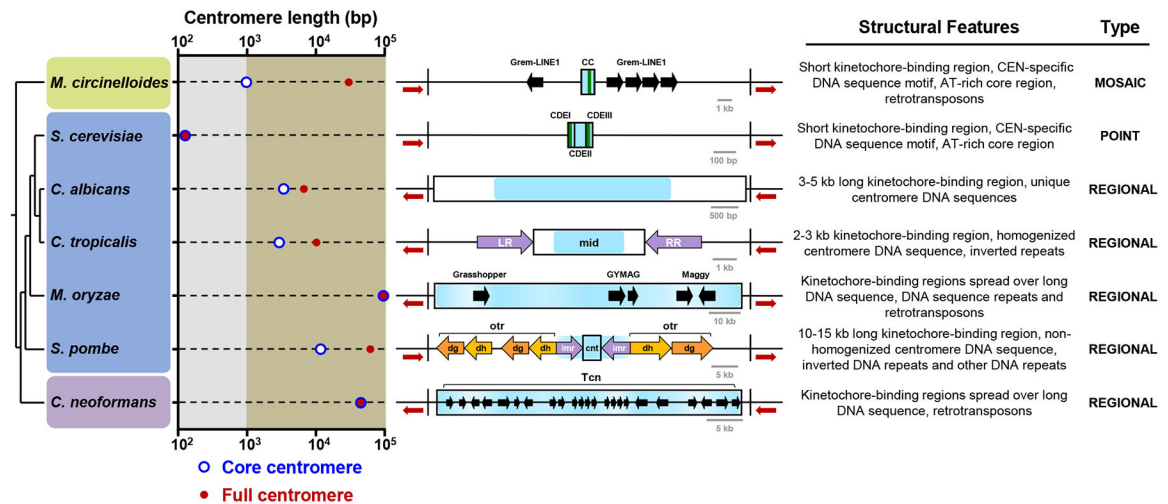 Centromere length (bp)
10² 10³ 10⁴ 10⁵
Structural Features
Type
M. circinelloides
Grem-LINE1 CC Grem-LINE1
1 kb
Short kinetochore-binding region, CEN-specific
DNA sequence motif, AT-rich core region,
retrotransposons
MOSAIC
S. cerevisiae
CDEI CDEIII
CDEII
100 bp
Short kinetochore-binding region, CEN-specific
DNA sequence motif, AT-rich core region
POINT
C. albicans
500 bp
3-5 kb long kinetochore-binding region, unique
centromere DNA sequences
REGIONAL
C. tropicalis
LR mid RR
1 kb
2-3 kb kinetochore-binding region, homogenized
centromere DNA sequence, inverted repeats
REGIONAL
M. oryzae
Grasshopper GYMAG Maggy
10 kb
Kinetochore-binding regions spread over long
DNA sequence, DNA sequence repeats and
retrotransposons
REGIONAL
S. pombe
otr otr
dg dh dg dh imr cnt imr dh dg
5 kb
10-15 kb long kinetochore-binding region, non-
homogenized centromere DNA sequence,
inverted DNA repeats and other DNA repeats
REGIONAL
C. neoformans
Tcn
5 kb
Kinetochore-binding regions spread over long
DNA sequence, retrotransposons
REGIONAL
10² 10³ 10⁴ 10⁵
Core centromere
Full centromere